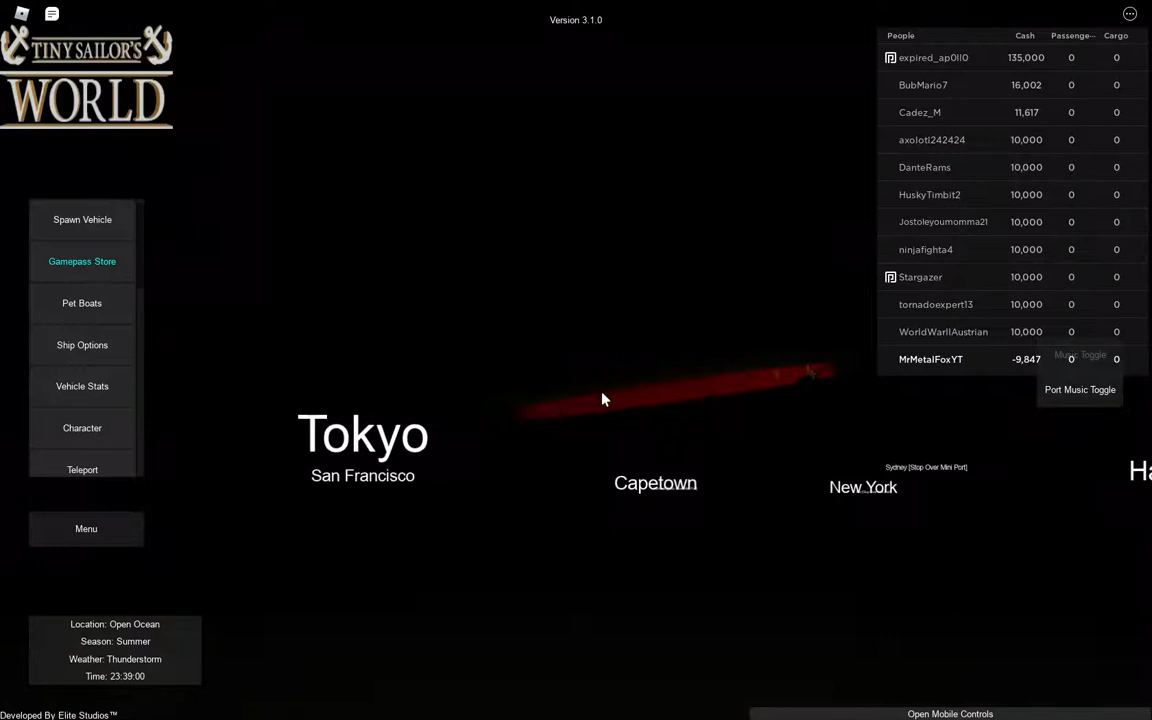 Version 3.1.0
TINY SAILOR'S
WORLD
People Cash Passenge··· Cargo
expired_ap0ll0 135,000 0 0
BubMario7 16,002 0 0
Cadez_M 11,617 0 0
axolotl242424 10,000 0 0
DanteRams 10,000 0 0
HuskyTimbit2 10,000 0 0
Jostoleyoumomma21 10,000 0 0
ninjafighta4 10,000 0 0
Stargazer 10,000 0 0
tornadoexpert13 10,000 0 0
WorldWarIIAustrian 10,000 0 0
MrMetalFoxYT -9,847 0 0
Music Toggle
Port Music Toggle
Spawn Vehicle
Gamepass Store
Pet Boats
Ship Options
Vehicle Stats
Character
Teleport
Menu
Tokyo
San Francisco
Capetown
Sydney [Stop Over Mini Port]
New York
Location: Open Ocean
Season: Summer
Weather: Thunderstorm
Time: 23:39:00
Developed By Elite Studios™
Open Mobile Controls